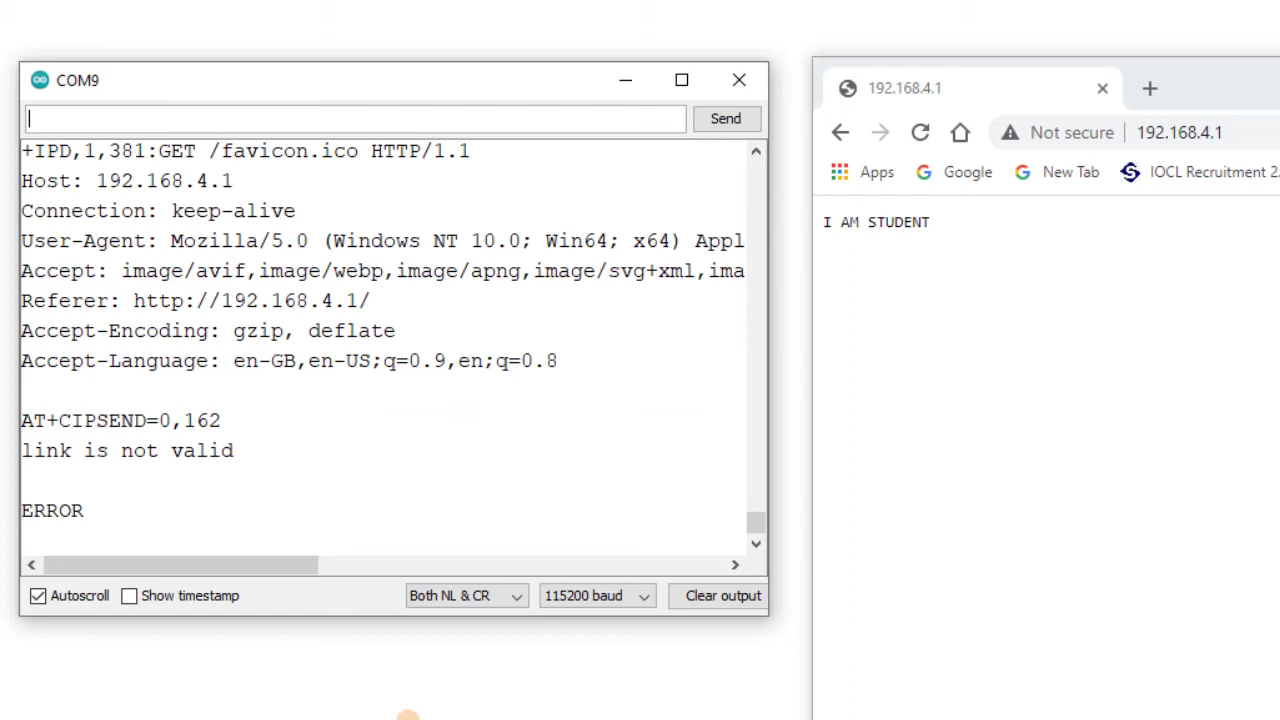 COM9
Send
+IPD,1,381:GET /favicon.ico HTTP/1.1
Host: 192.168.4.1
Connection: keep-alive
User-Agent: Mozilla/5.0 (Windows NT 10.0; Win64; x64) Appl
Accept: image/avif,image/webp,image/apng,image/svg+xml,ima
Referer: http://192.168.4.1/
Accept-Encoding: gzip, deflate
Accept-Language: en-GB,en-US;q=0.9,en;q=0.8
AT+CIPSEND=0,162
link is not valid
ERROR
Autoscroll
Show timestamp
Both NL & CR
115200 baud
Clear output
192.168.4.1
Not secure
192.168.4.1
Apps
Google
New Tab
IOCL Recruitment 2.
I AM STUDENT